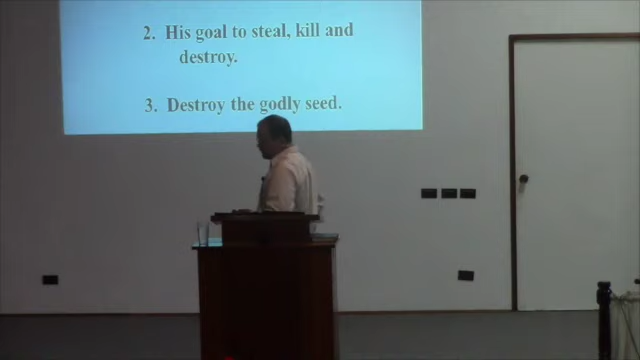 2. His goal to steal, kill and
destroy.
3. Destroy the godly seed.